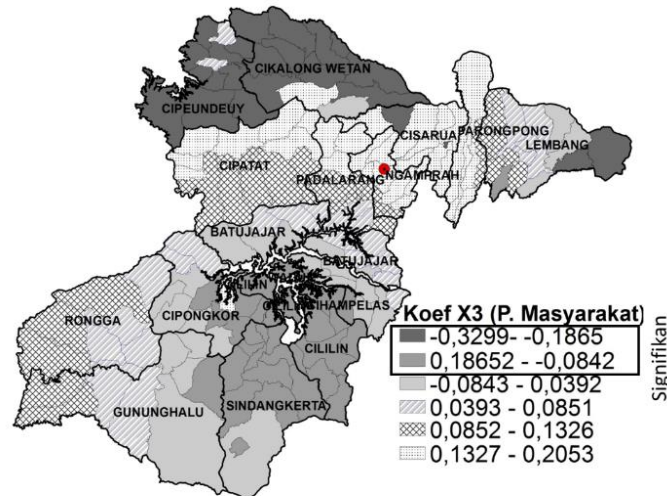 CIKALONG WETAN
CIPEUNDEUY
CISARUA
PARONGPONG
LEMBANG
CIPATAT
PADALARANG
NGAMPRAH
BATUJAJAR
BATUJAJAR
RONGGA
CIPONGKOR
CILILIN
GUNUNGHALU
SINDANGKERTA
Koef X3 (P. Masyarakat)
-0,3299- -0,1865
0,18652 - -0,0842
-0,0843 - 0,0392
0,0393 - 0,0851
0,0852 - 0,1326
0,1327 - 0,2053
Signifikan